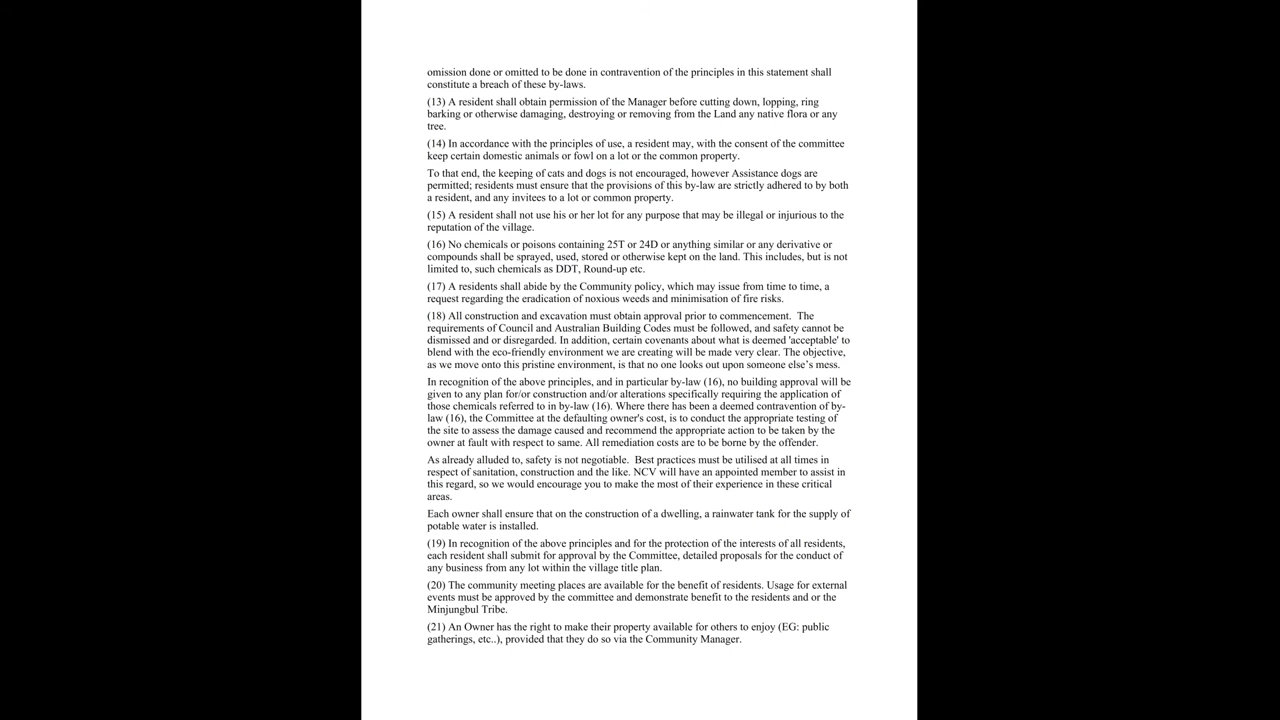 omission done or omitted to be done in contravention of the principles in this statement shall
constitute a breach of these by-laws.
(13) A resident shall obtain permission of the Manager before cutting down, lopping, ring
barking or otherwise damaging, destroying or removing from the Land any native flora or any
tree.
(14) In accordance with the principles of use, a resident may, with the consent of the committee
keep certain domestic animals or fowl on a lot or the common property.
To that end, the keeping of cats and dogs is not encouraged, however Assistance dogs are
permitted; residents must ensure that the provisions of this by-law are strictly adhered to by both
a resident, and any invitees to a lot or common property.
(15) A resident shall not use his or her lot for any purpose that may be illegal or injurious to the
reputation of the village.
(16) No chemicals or poisons containing 25T or 24D or anything similar or any derivative or
compounds shall be sprayed, used, stored or otherwise kept on the land. This includes, but is not
limited to, such chemicals as DDT, Round-up etc.
(17) A residents shall abide by the Community policy, which may issue from time to time, a
request regarding the eradication of noxious weeds and minimisation of fire risks.
(18) All construction and excavation must obtain approval prior to commencement.  The
requirements of Council and Australian Building Codes must be followed, and safety cannot be
dismissed and or disregarded. In addition, certain covenants about what is deemed 'acceptable' to
blend with the eco-friendly environment we are creating will be made very clear. The objective,
as we move onto this pristine environment, is that no one looks out upon someone else’s mess.
In recognition of the above principles, and in particular by-law (16), no building approval will be
given to any plan for/or construction and/or alterations specifically requiring the application of
those chemicals referred to in by-law (16). Where there has been a deemed contravention of by-
law (16), the Committee at the defaulting owner's cost, is to conduct the appropriate testing of
the site to assess the damage caused and recommend the appropriate action to be taken by the
owner at fault with respect to same. All remediation costs are to be borne by the offender.
As already alluded to, safety is not negotiable.  Best practices must be utilised at all times in
respect of sanitation, construction and the like. NCV will have an appointed member to assist in
this regard, so we would encourage you to make the most of their experience in these critical
areas.
Each owner shall ensure that on the construction of a dwelling, a rainwater tank for the supply of
potable water is installed.
(19) In recognition of the above principles and for the protection of the interests of all residents,
each resident shall submit for approval by the Committee, detailed proposals for the conduct of
any business from any lot within the village title plan.
(20) The community meeting places are available for the benefit of residents. Usage for external
events must be approved by the committee and demonstrate benefit to the residents and or the
Minjungbul Tribe.
(21) An Owner has the right to make their property available for others to enjoy (EG: public
gatherings, etc..), provided that they do so via the Community Manager.